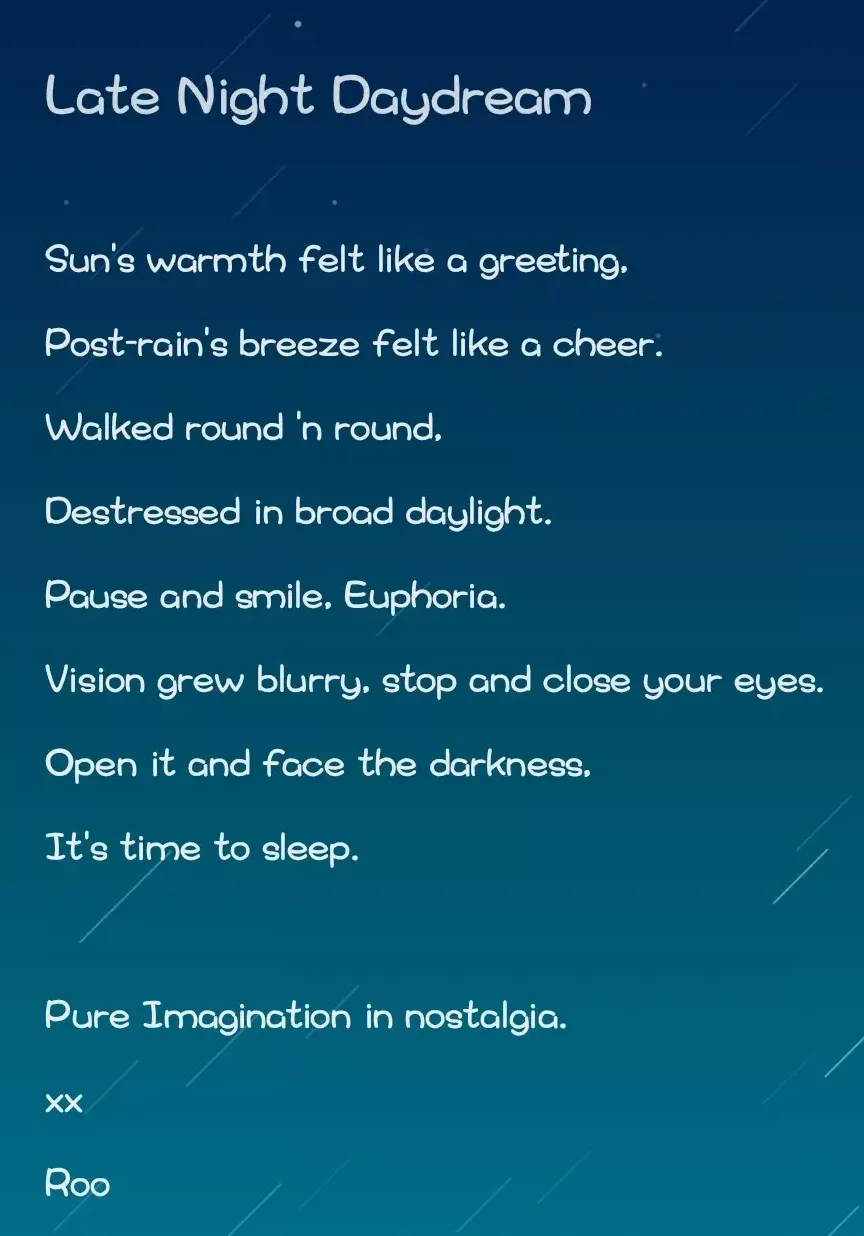 Late Night Daydream
Sun's warmth felt like a greeting,
Post-rain's breeze felt like a cheer.
Walked round 'n round,
Destressed in broad daylight.
Pause and smile, Euphoria.
Vision grew blurry, stop and close your eyes.
Open it and face the darkness,
It's time to sleep.
Pure Imagination in nostalgia.
xx
Roo